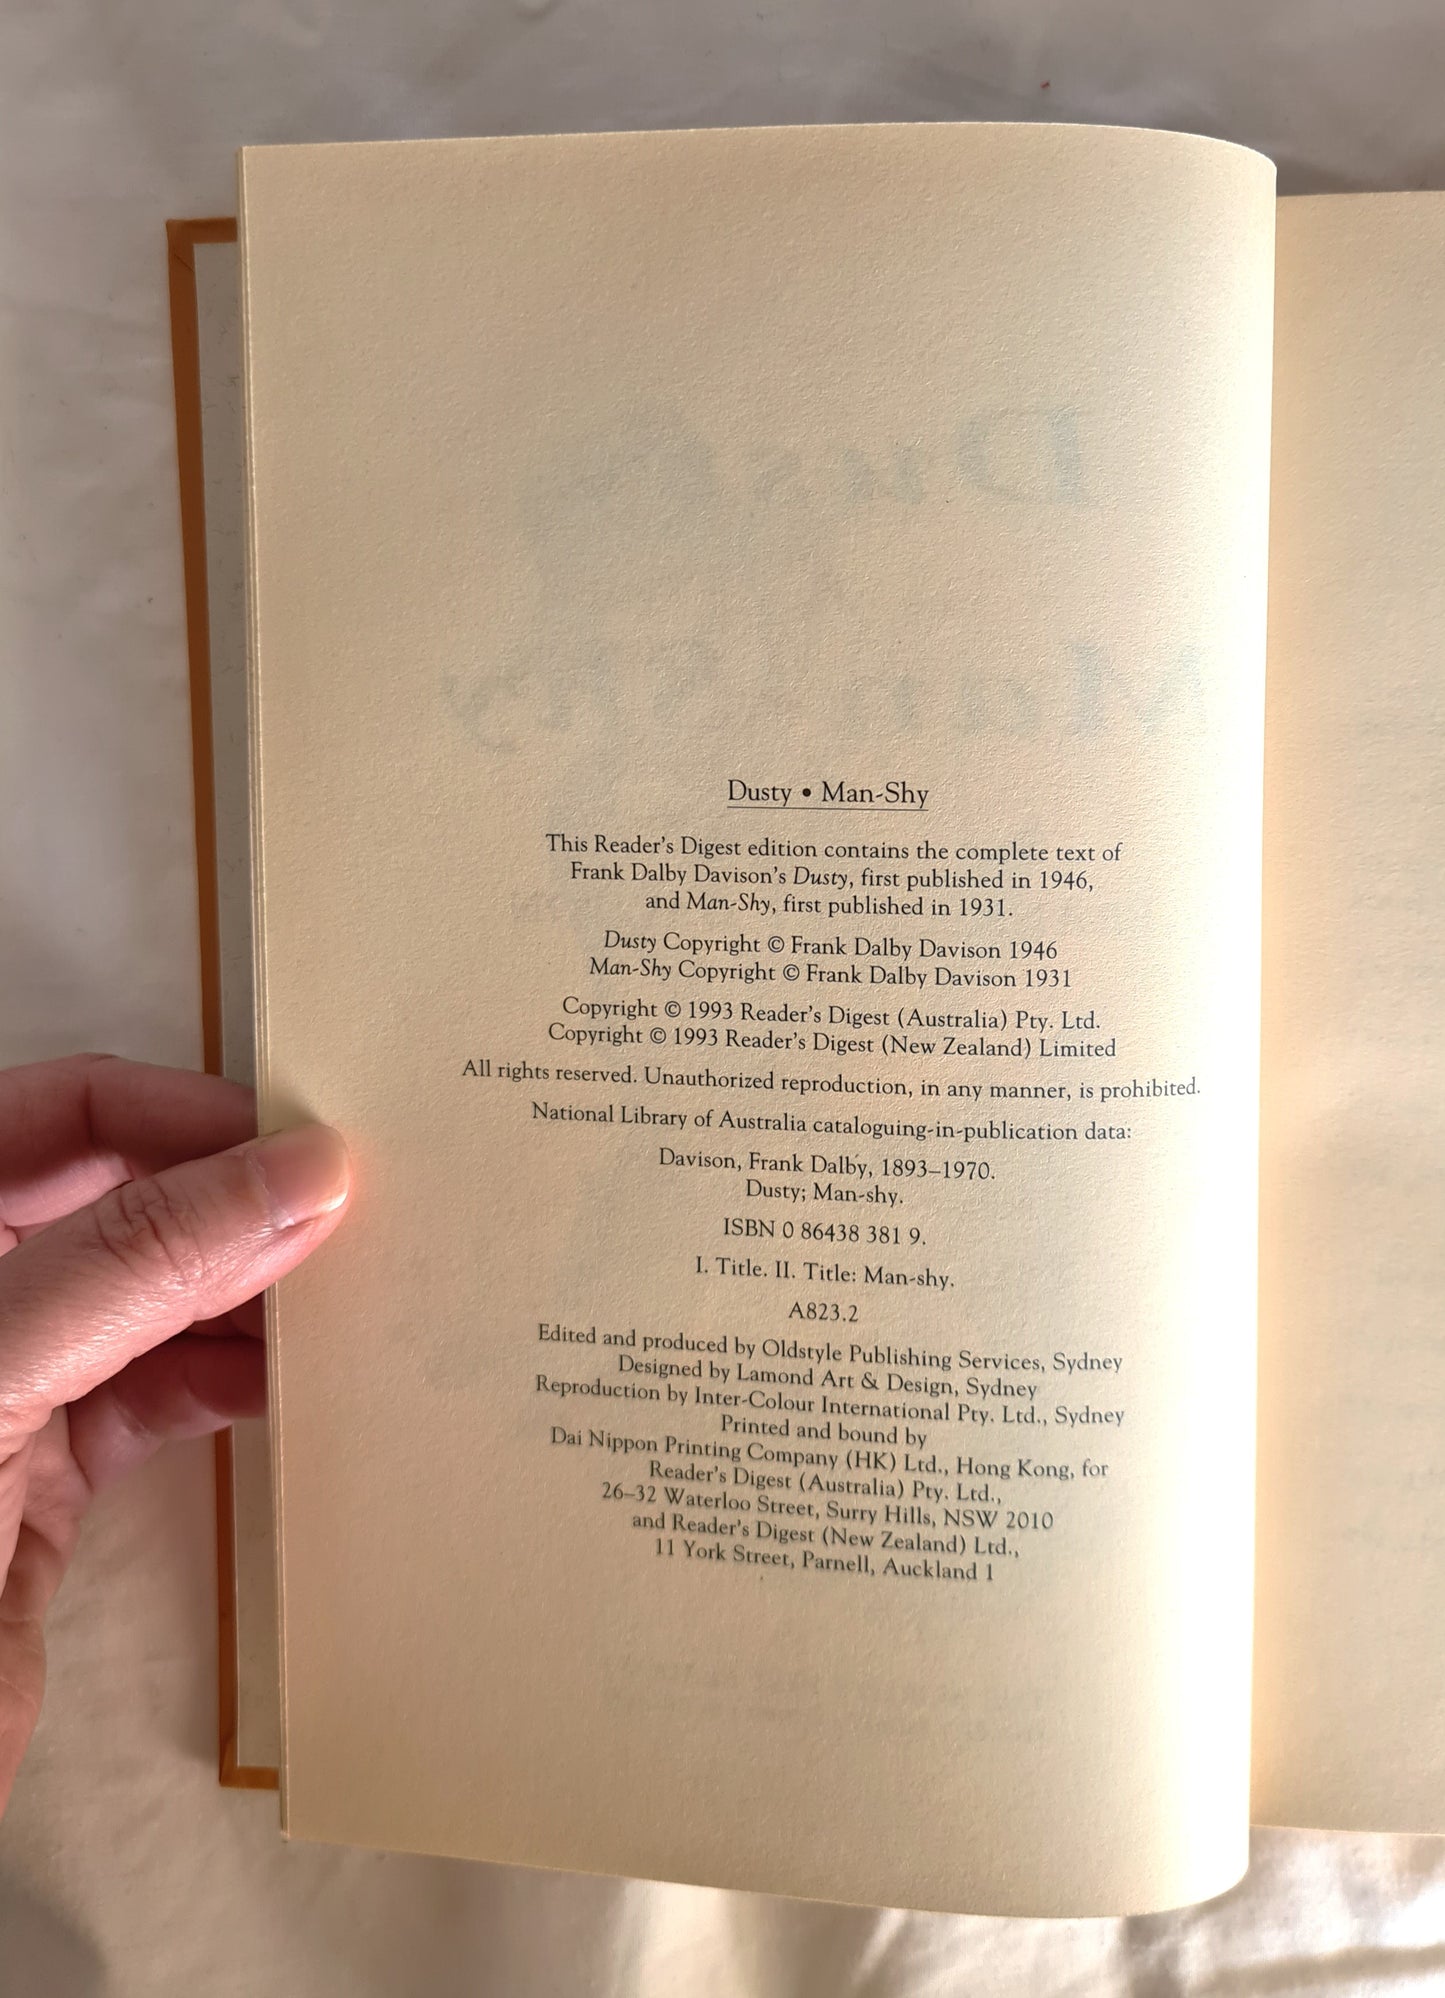 Dusty • Man-Shy
This Reader's Digest edition contains the complete text of
Frank Dalby Davison's Dusty, first published in 1946,
and Man-Shy, first published in 1931.
Dusty Copyright © Frank Dalby Davison 1946
Man-Shy Copyright © Frank Dalby Davison 1931
Copyright © 1993 Reader's Digest (Australia) Pty. Ltd.
Copyright © 1993 Reader's Digest (New Zealand) Limited
All rights reserved. Unauthorized reproduction, in any manner, is prohibited.
National Library of Australia cataloguing-in-publication data:
Davison, Frank Dalby, 1893–1970.
Dusty; Man-shy.
ISBN 0 86438 381 9.
I. Title. II. Title: Man-shy.
A823.2
Edited and produced by Oldstyle Publishing Services, Sydney
Designed by Lamond Art & Design, Sydney
Reproduction by Inter-Colour International Pty. Ltd., Sydney
Printed and bound by
Dai Nippon Printing Company (HK) Ltd., Hong Kong, for
Reader's Digest (Australia) Pty. Ltd.,
26–32 Waterloo Street, Surry Hills, NSW 2010
and Reader's Digest (New Zealand) Ltd.,
11 York Street, Parnell, Auckland 1